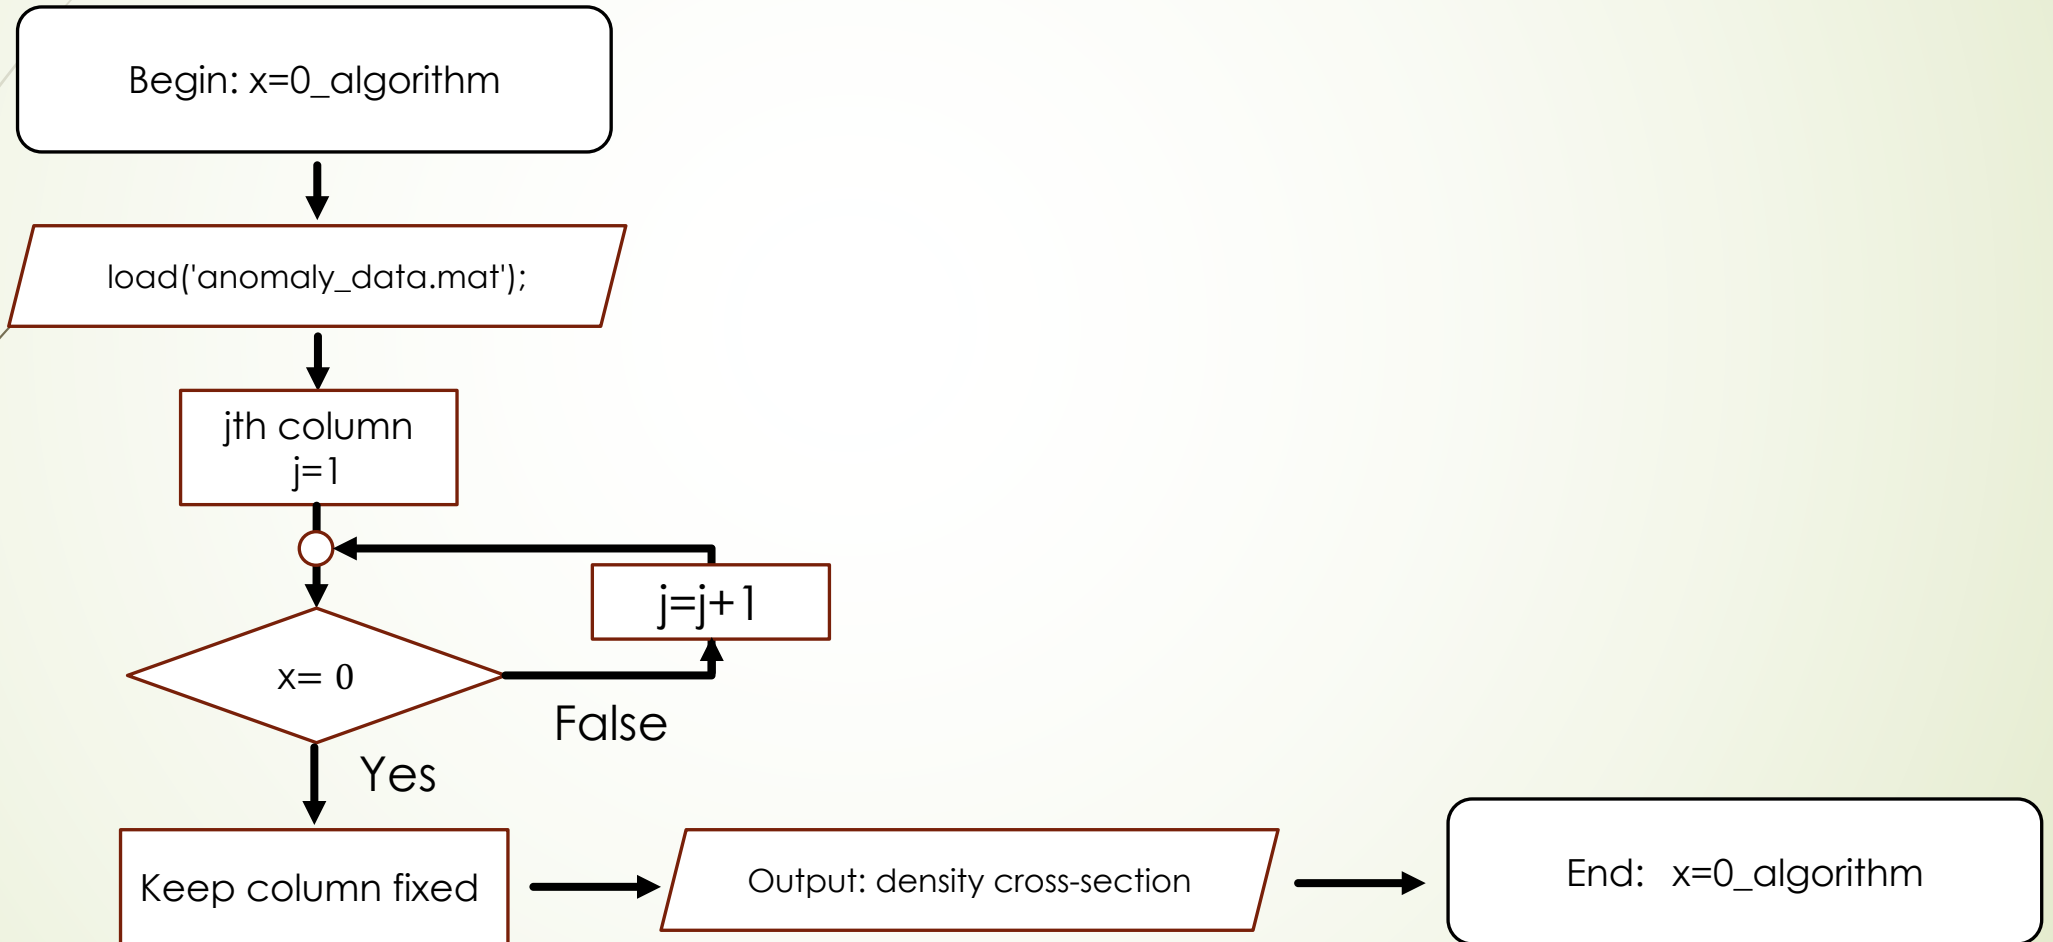 Begin: x=0_algorithm
load('anomaly_data.mat');
jth column
j=1
j=j+1
x= 0
False
Yes
Keep column fixed
Output: density cross-section
End: x=0_algorithm